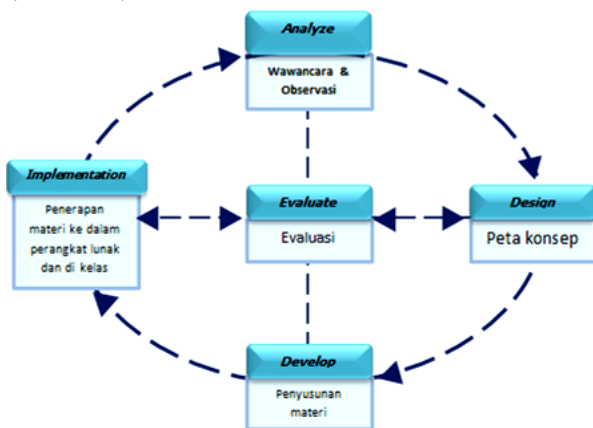 Analyze
Wawancara &
Observasi
Implementation
Penerapan
materi ke dalam
perangkat lunak
dan di kelas
Evaluate
Evaluasi
Design
Peta konsep
Develop
Penyusunan
materi